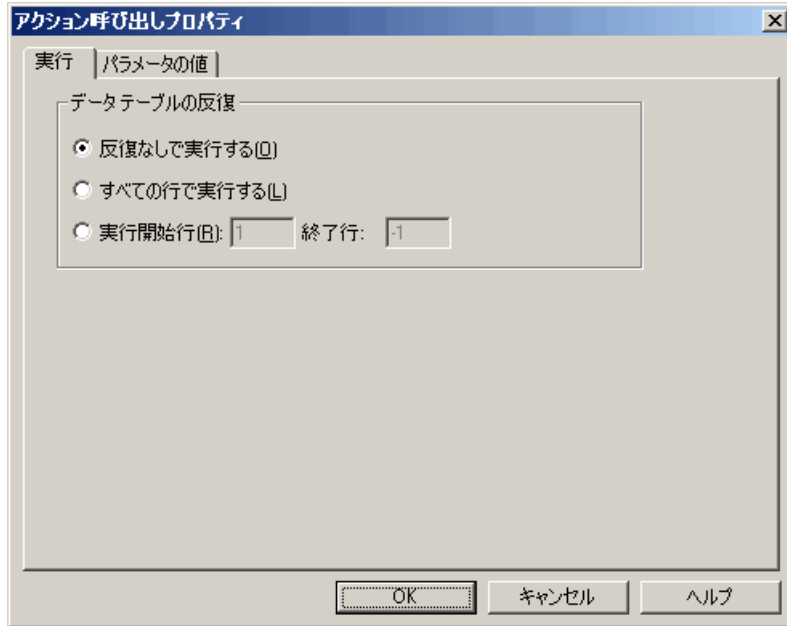 アクション呼び出しプロパティ
実行 パラメータの値
データ テーブルの反復
反復なしで実行する(O)
すべての行で実行する(L)
実行開始行(R): 1 終了行: -1
OK キャンセル ヘルプ